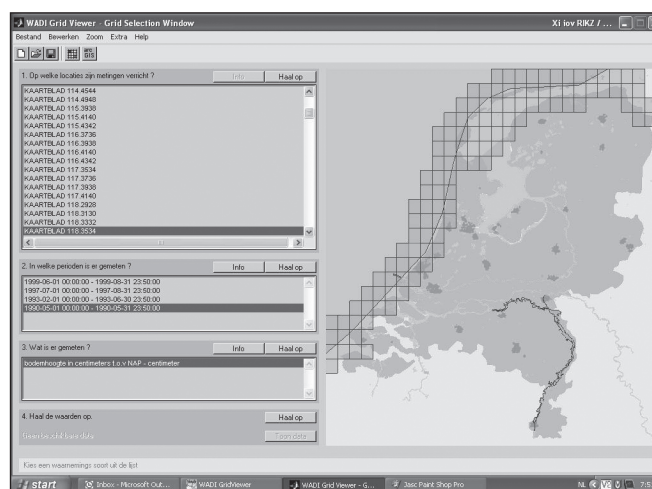 WADI Grid Viewer - Grid Selection Window
Xi iov RIKZ / ...
Bestand Bewerken Zoom Extra Help
1. Op welke locaties zijn metingen verricht ?
Info
Haal op
KAARTBLAD 114.4544
KAARTBLAD 114.4948
KAARTBLAD 115.3938
KAARTBLAD 115.4140
KAARTBLAD 115.4342
KAARTBLAD 116.3736
KAARTBLAD 116.3938
KAARTBLAD 116.4140
KAARTBLAD 116.4342
KAARTBLAD 117.3534
KAARTBLAD 117.3736
KAARTBLAD 117.3938
KAARTBLAD 117.4140
KAARTBLAD 118.2928
KAARTBLAD 118.3130
KAARTBLAD 118.3332
KAARTBLAD 118.3534
2. In welke perioden is er gemeten ?
Info
Haal op
1999-06-01 00:00:00 - 1999-08-31 23:50:00
1997-07-01 00:00:00 - 1997-08-31 23:50:00
1993-02-01 00:00:00 - 1993-06-30 23:50:00
1990-05-01 00:00:00 - 1990-05-31 23:50:00
3. Wat is er gemeten ?
Info
Haal op
bodemhoogte in centimeters t.o.v NAP - centimeter
4. Haal de waarden op.
Haal op
Geen beschikbare data
Toon data
Kies een waarnemings soort uit de lijst
start
Inbox - Microsoft Out...
WADI GridViewer
WADI Grid Viewer - G...
Jasc Paint Shop Pro
NL